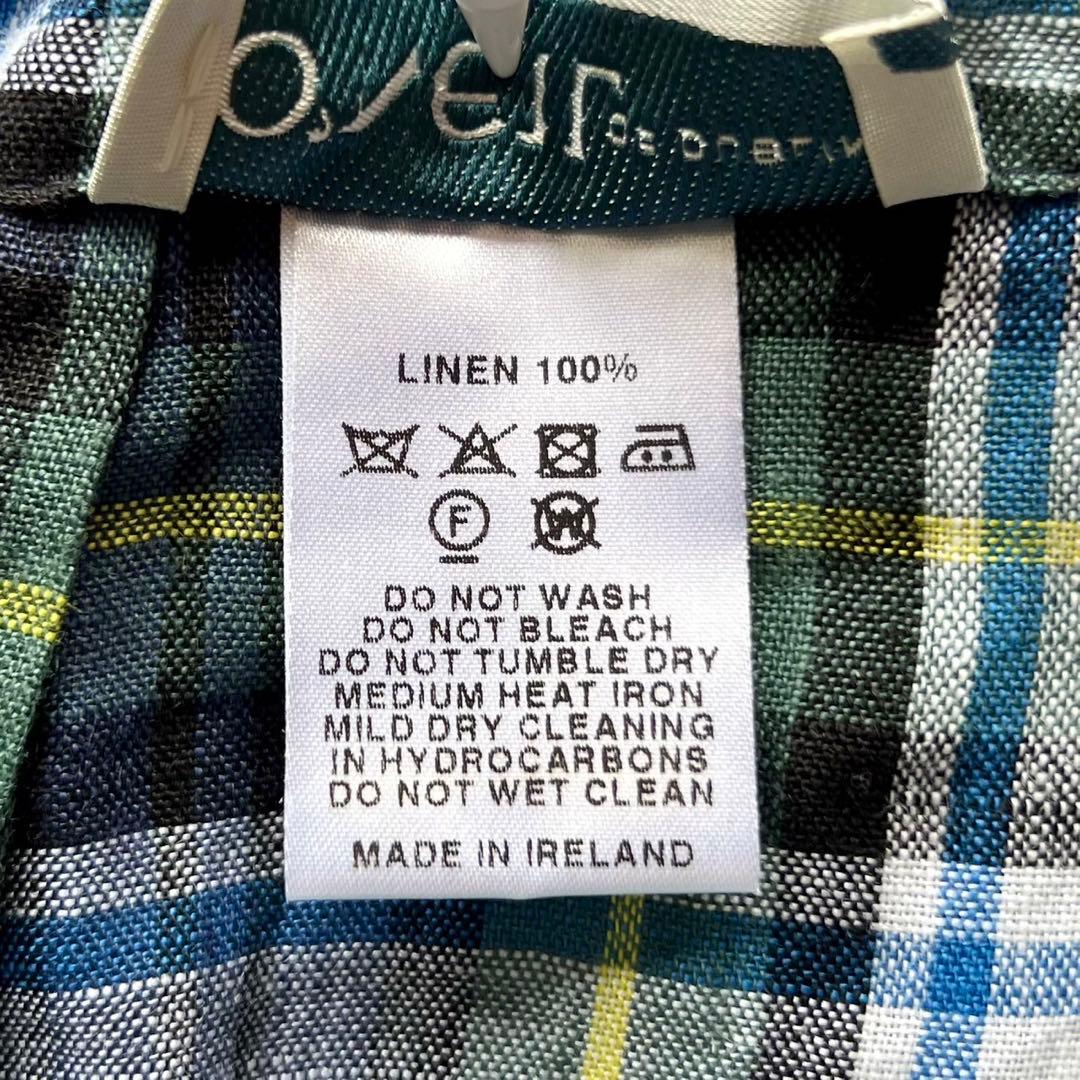 LINEN 100%
F
W
DO NOT WASH
DO NOT BLEACH
DO NOT TUMBLE DRY
MEDIUM HEAT IRON
MILD DRY CLEANING
IN HYDROCARBONS
DO NOT WET CLEAN
MADE IN IRELAND